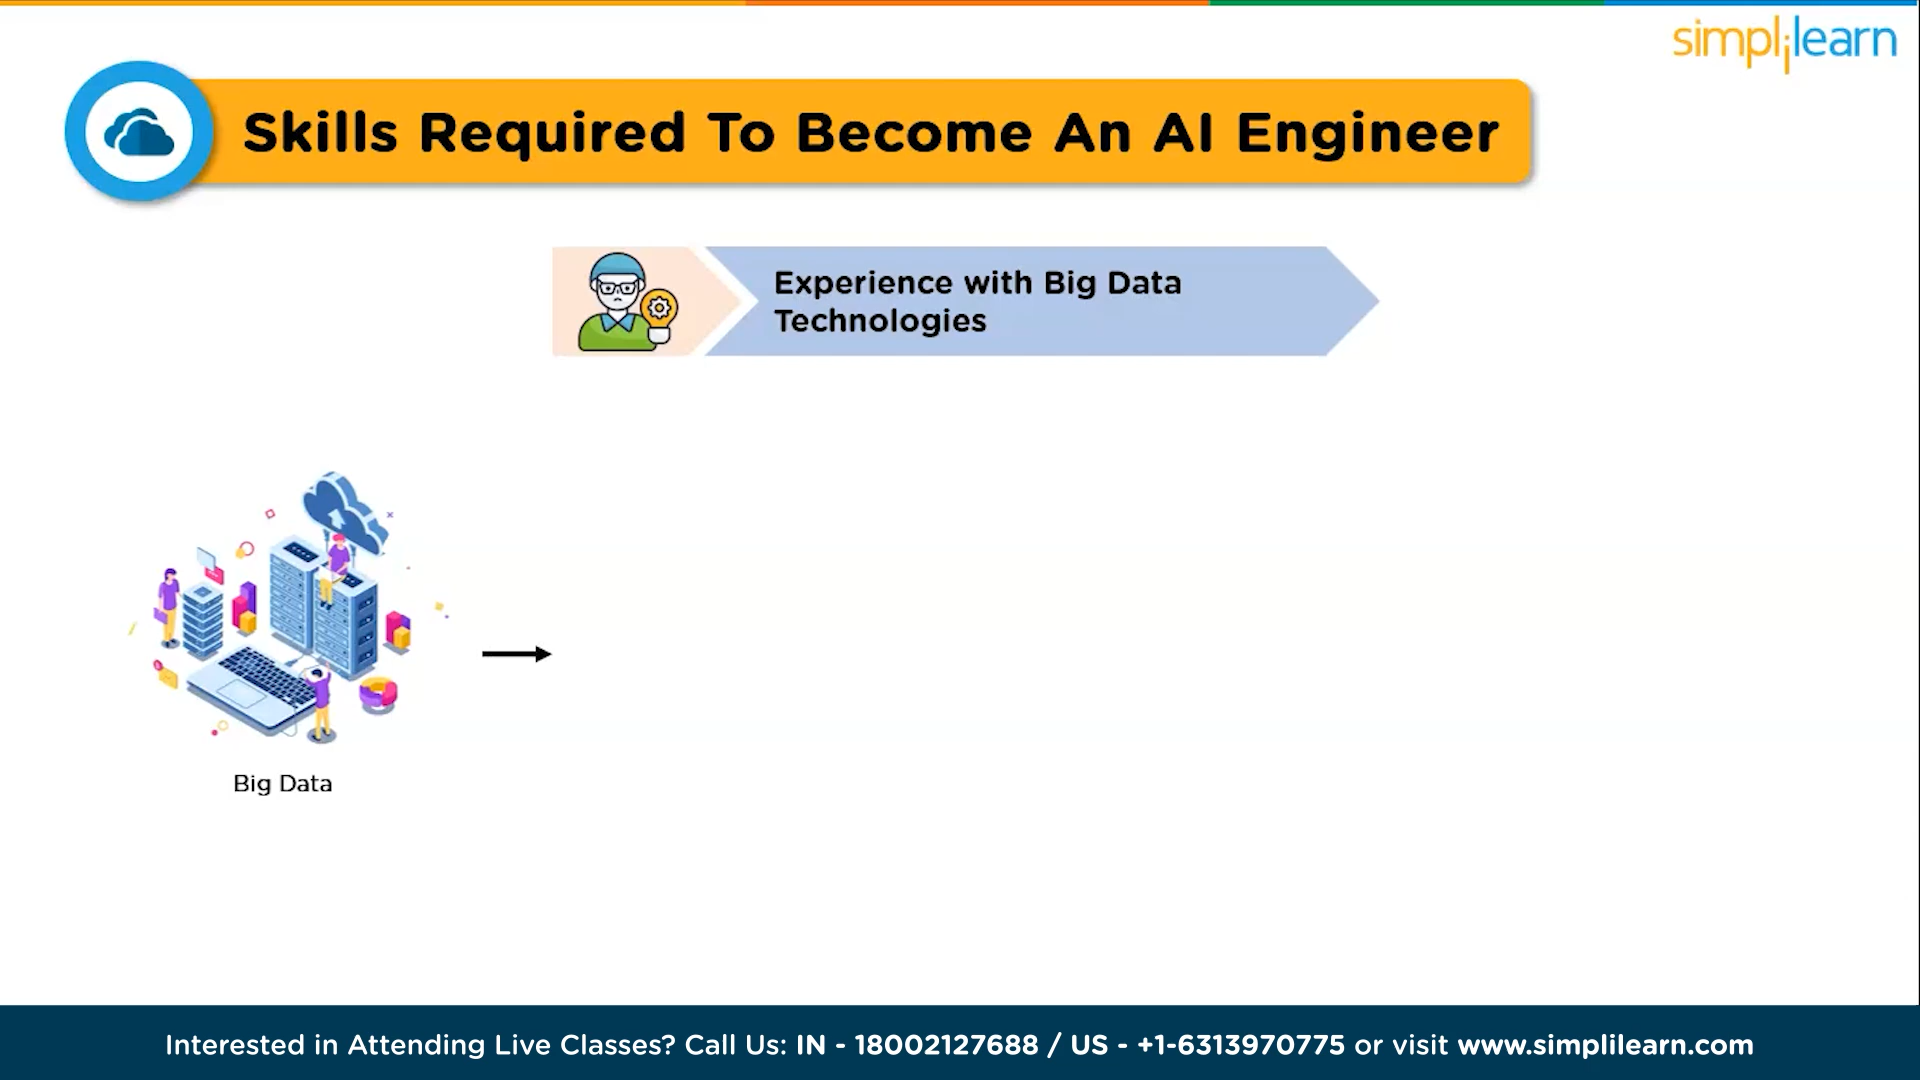 simplilearn
Skills Required To Become An AI Engineer
Experience with Big Data
Technologies
Big Data
Interested in Attending Live Classes? Call Us: IN - 18002127688 / US - +1-6313970775 or visit www.simplilearn.com